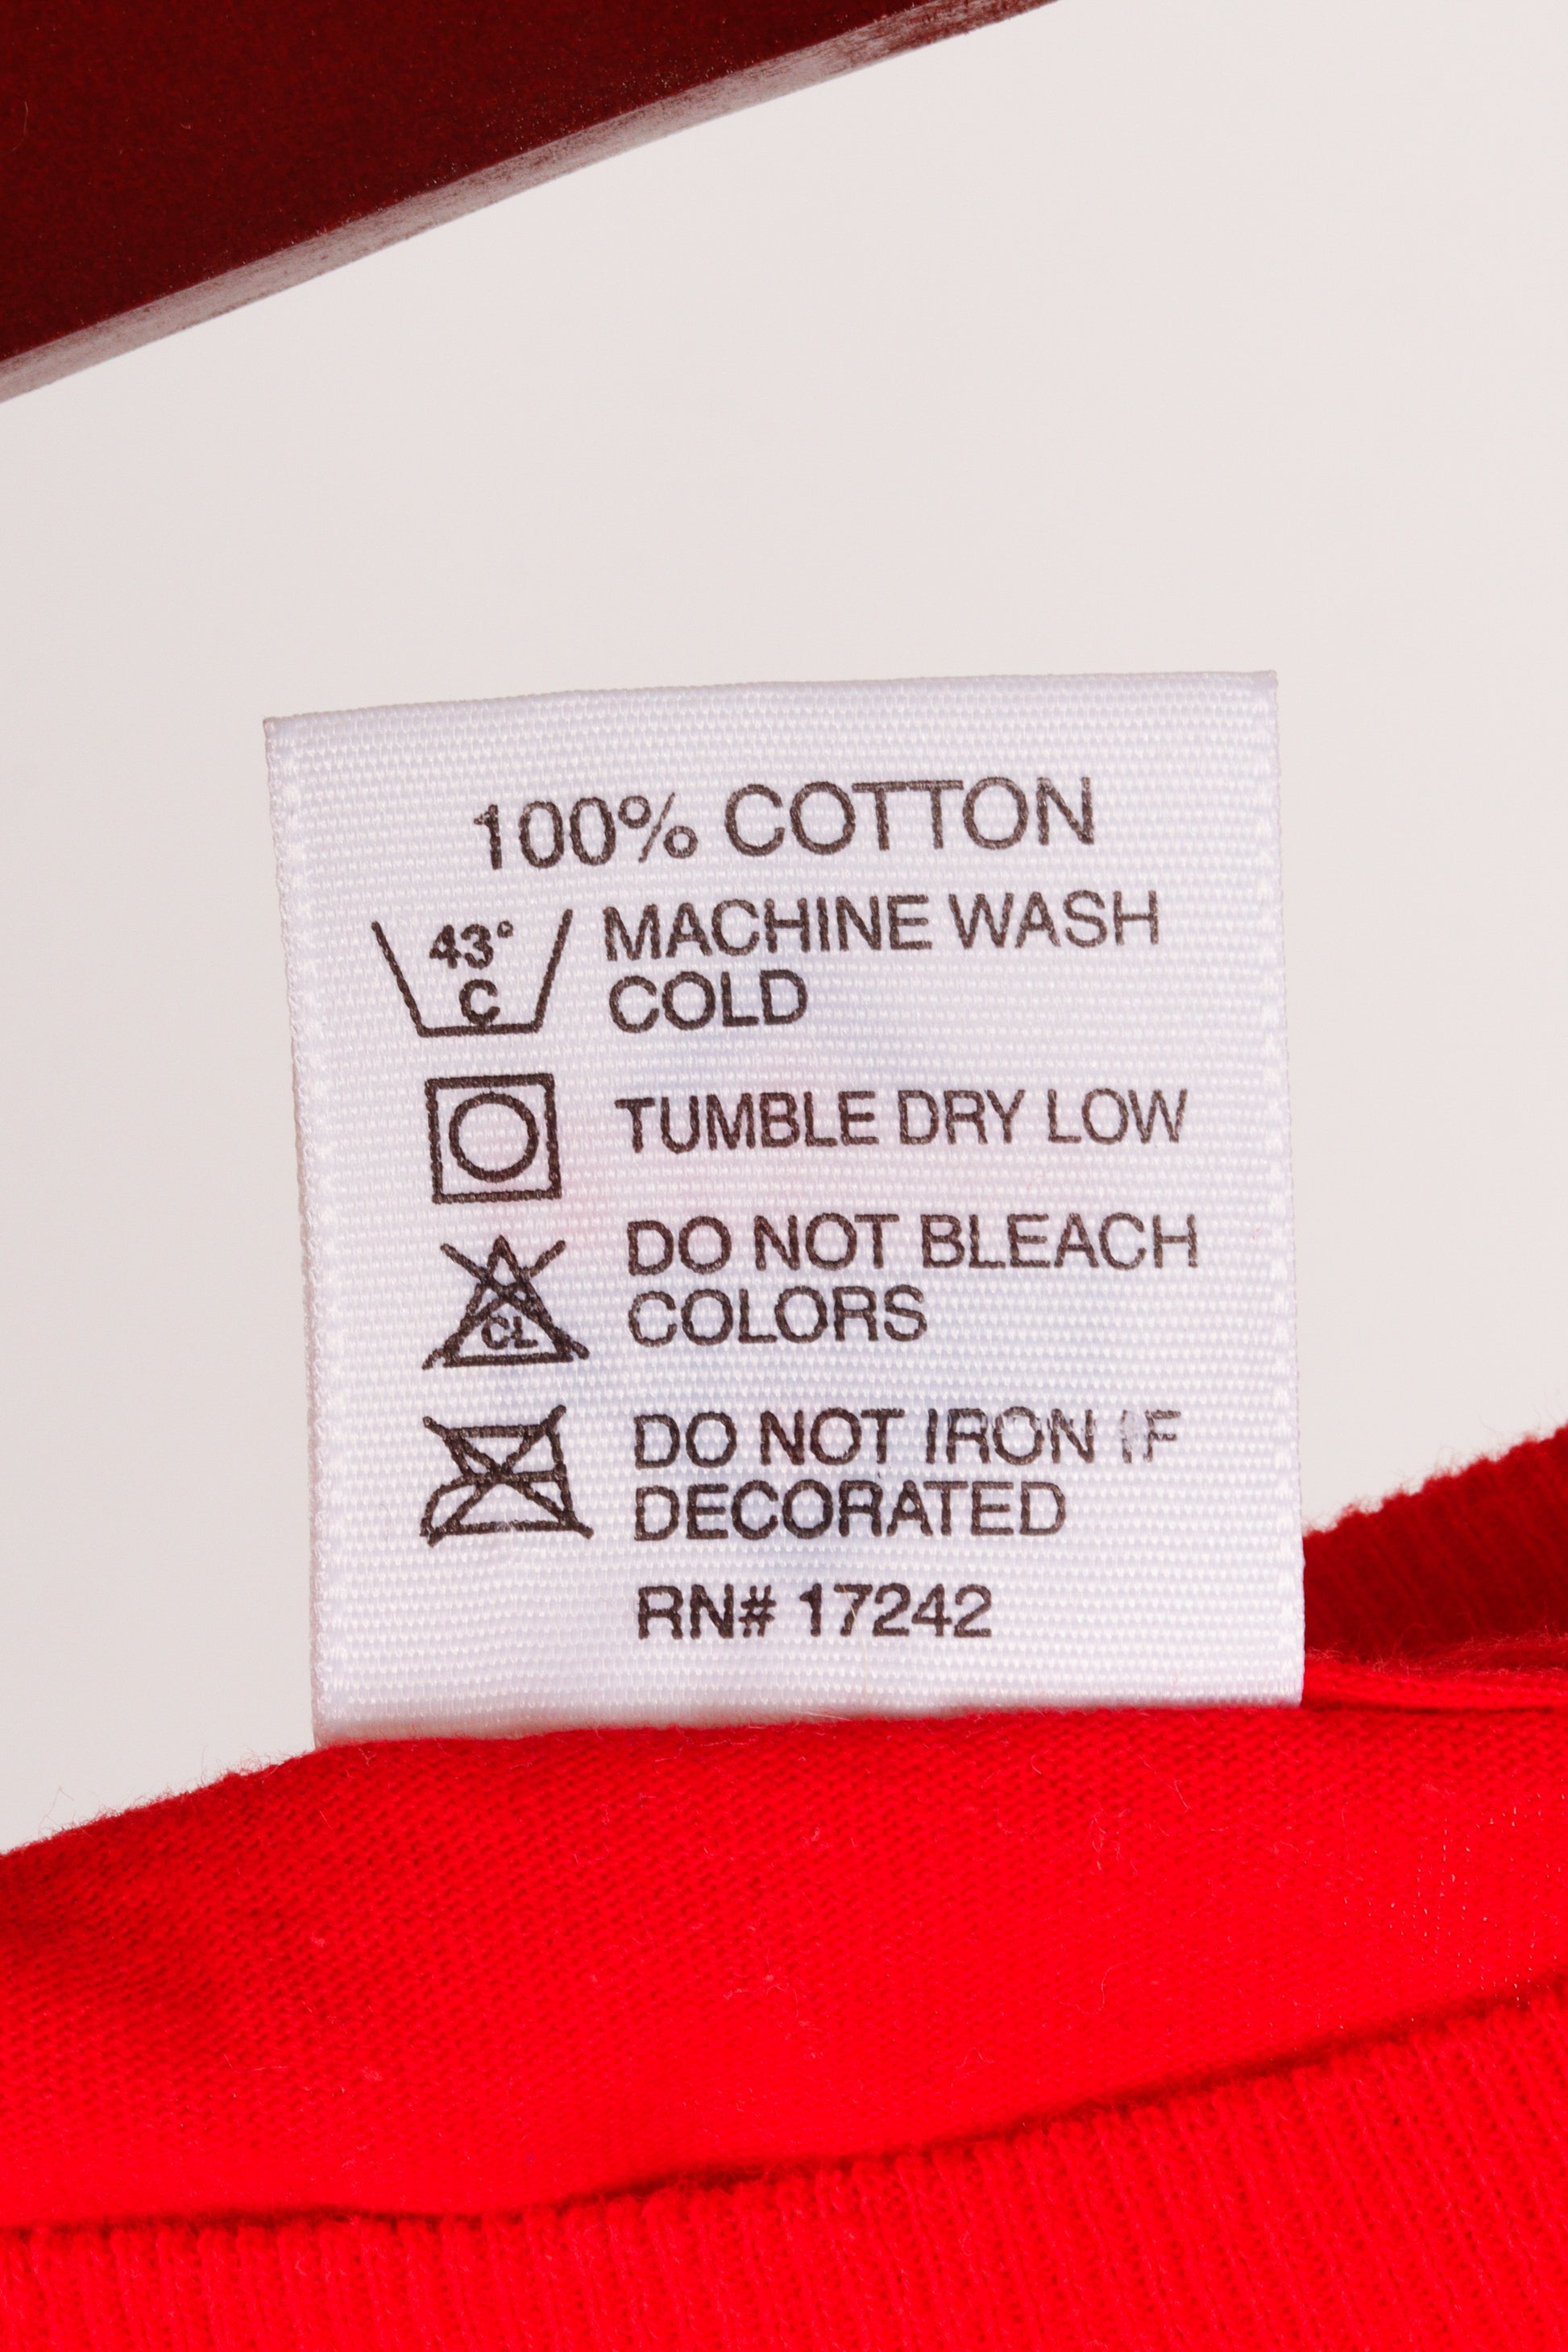 100% COTTON
43° MACHINE WASH
C COLD
TUMBLE DRY LOW
DO NOT BLEACH
CL COLORS
DO NOT IRON IF
DECORATED
RN# 17242